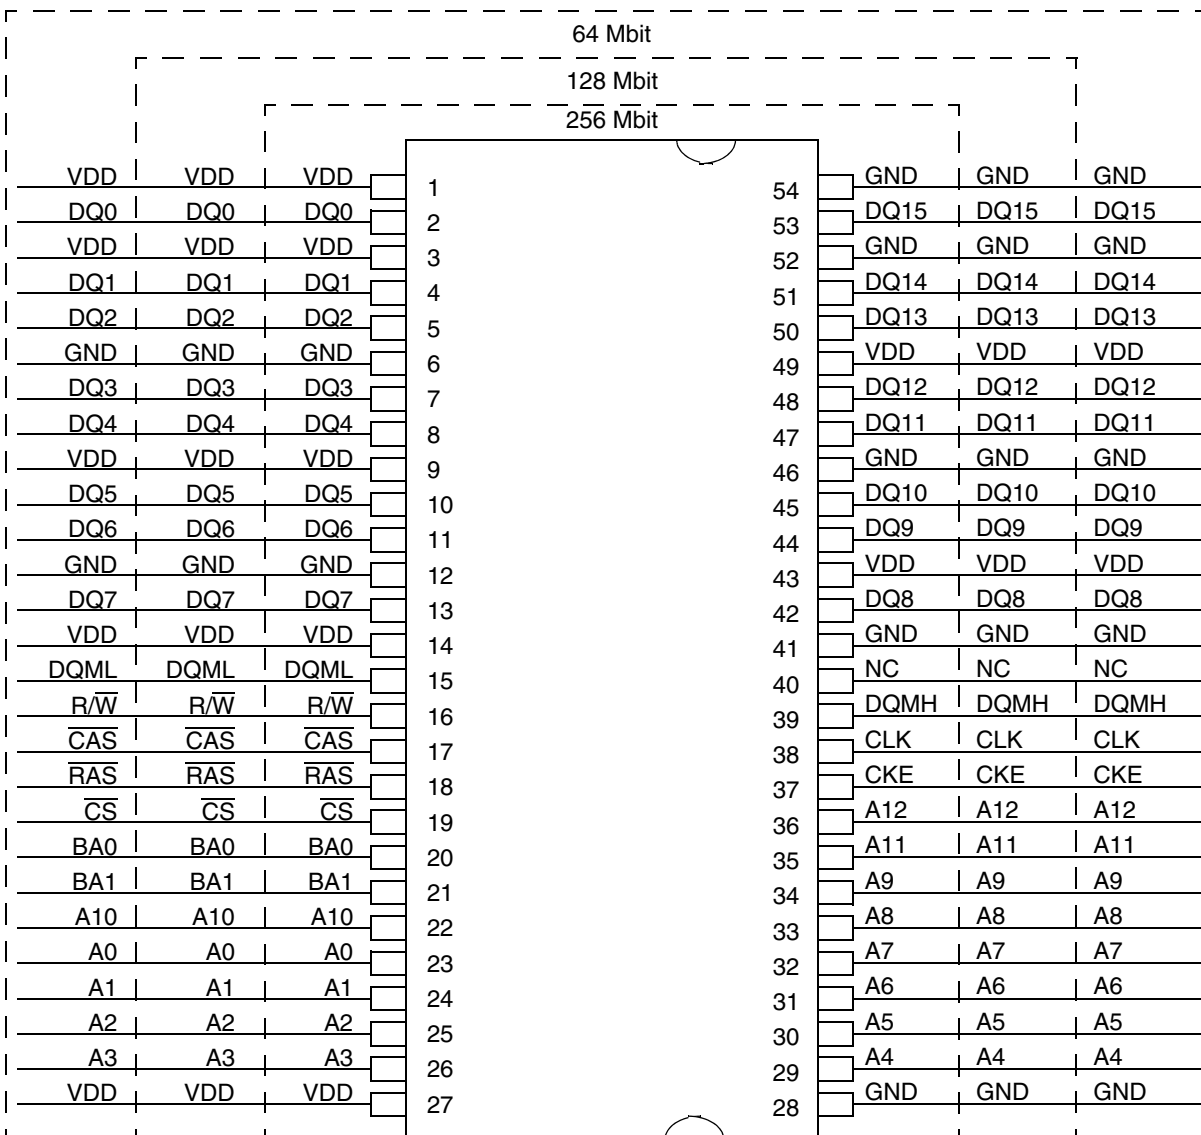 64 Mbit
128 Mbit
256 Mbit
VDD VDD VDD 1 54 GND GND GND
DQ0 DQ0 DQ0 2 53 DQ15 DQ15 DQ15
VDD VDD VDD 3 52 GND GND GND
DQ1 DQ1 DQ1 4 51 DQ14 DQ14 DQ14
DQ2 DQ2 DQ2 5 50 DQ13 DQ13 DQ13
GND GND GND 6 49 VDD VDD VDD
DQ3 DQ3 DQ3 7 48 DQ12 DQ12 DQ12
DQ4 DQ4 DQ4 8 47 DQ11 DQ11 DQ11
VDD VDD VDD 9 46 GND GND GND
DQ5 DQ5 DQ5 10 45 DQ10 DQ10 DQ10
DQ6 DQ6 DQ6 11 44 DQ9 DQ9 DQ9
GND GND GND 12 43 VDD VDD VDD
DQ7 DQ7 DQ7 13 42 DQ8 DQ8 DQ8
VDD VDD VDD 14 41 GND GND GND
DQML DQML DQML 15 40 NC NC NC
R/W̅ R/W̅ R/W̅ 16 39 DQMH DQMH DQMH
C̅A̅S̅ C̅A̅S̅ C̅A̅S̅ 17 38 CLK CLK CLK
R̅A̅S̅ R̅A̅S̅ R̅A̅S̅ 18 37 CKE CKE CKE
C̅S̅ C̅S̅ C̅S̅ 19 36 A12 A12 A12
BA0 BA0 BA0 20 35 A11 A11 A11
BA1 BA1 BA1 21 34 A9 A9 A9
A10 A10 A10 22 33 A8 A8 A8
A0 A0 A0 23 32 A7 A7 A7
A1 A1 A1 24 31 A6 A6 A6
A2 A2 A2 25 30 A5 A5 A5
A3 A3 A3 26 29 A4 A4 A4
VDD VDD VDD 27 28 GND GND GND